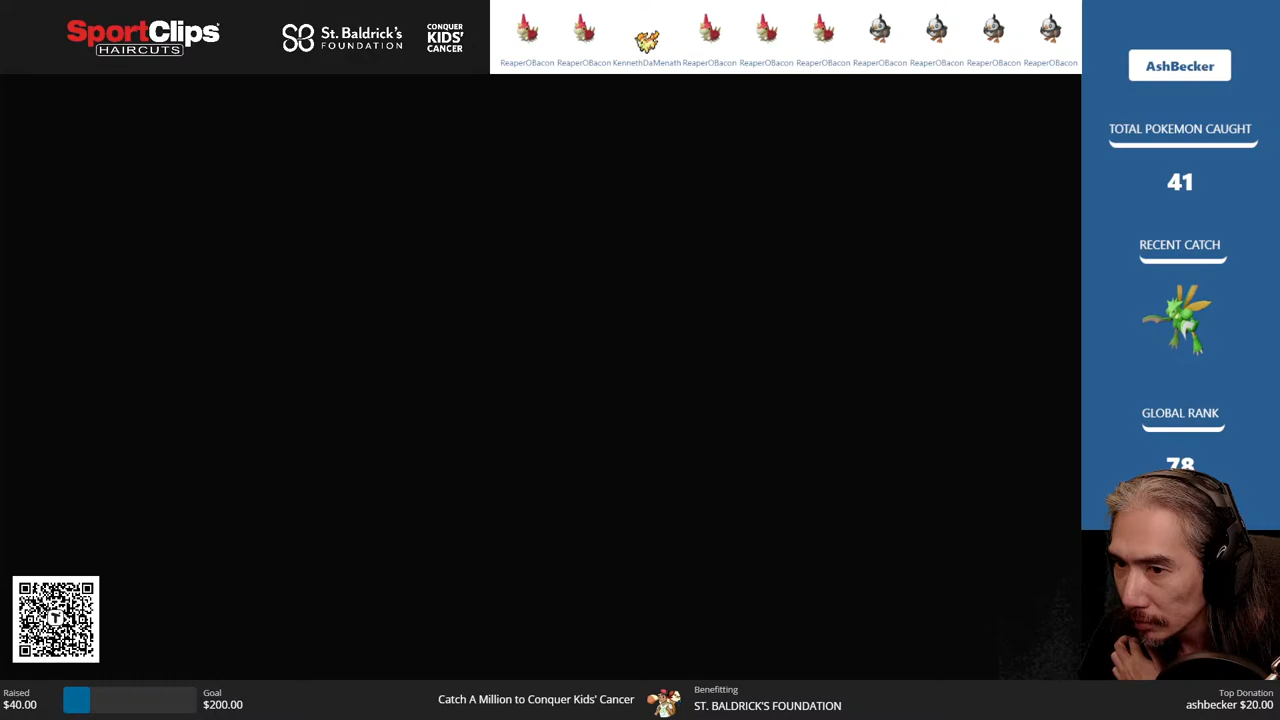 SportClips
HAIRCUTS
St. Baldrick's
FOUNDATION
CONQUER
KIDS'
CANCER
ReaperOBacon ReaperOBacon KennethDaMenath ReaperOBacon ReaperOBacon ReaperOBacon ReaperOBacon ReaperOBacon ReaperOBacon ReaperOBacon
AshBecker
TOTAL POKEMON CAUGHT
41
RECENT CATCH
GLOBAL RANK
78
Raised
$40.00
Goal
$200.00
Catch A Million to Conquer Kids' Cancer
Benefitting
ST. BALDRICK'S FOUNDATION
Top Donation
ashbecker $20.00